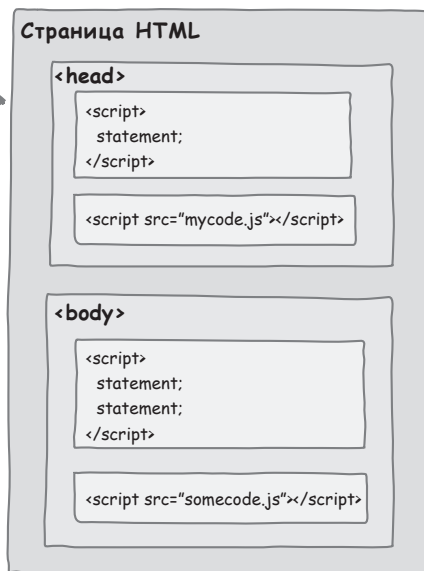 Страница HTML
<head>
<script>
statement;
</script>
<script src="mycode.js"></script>
<body>
<script>
statement;
statement;
</script>
<script src="somecode.js"></script>